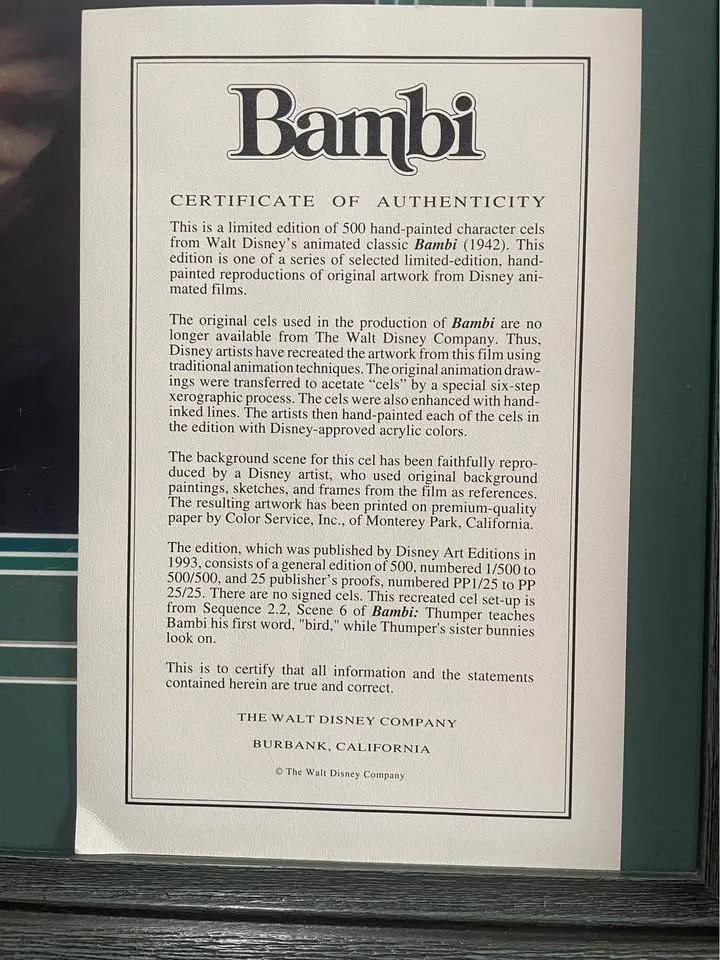 Bambi
CERTIFICATE OF AUTHENTICITY
This is a limited edition of 500 hand-painted character cels
from Walt Disney's animated classic Bambi (1942). This
edition is one of a series of selected limited-edition, hand-
painted reproductions of original artwork from Disney ani-
mated films.
The original cels used in the production of Bambi are no
longer available from The Walt Disney Company. Thus,
Disney artists have recreated the artwork from this film using
traditional animation techniques. The original animation draw-
ings were transferred to acetate "cels" by a special six-step
xerographic process. The cels were also enhanced with hand-
inked lines. The artists then hand-painted each of the cels in
the edition with Disney-approved acrylic colors.
The background scene for this cel has been faithfully repro-
duced by a Disney artist, who used original background
paintings, sketches, and frames from the film as references.
The resulting artwork has been printed on premium-quality
paper by Color Service, Inc., of Monterey Park, California.
The edition, which was published by Disney Art Editions in
1993, consists of a general edition of 500, numbered 1/500 to
500/500, and 25 publisher's proofs, numbered PP1/25 to PP
25/25. There are no signed cels. This recreated cel set-up is
from Sequence 2.2, Scene 6 of Bambi: Thumper teaches
Bambi his first word, "bird," while Thumper's sister bunnies
look on.
This is to certify that all information and the statements
contained herein are true and correct.
THE WALT DISNEY COMPANY
BURBANK, CALIFORNIA
© The Walt Disney Company